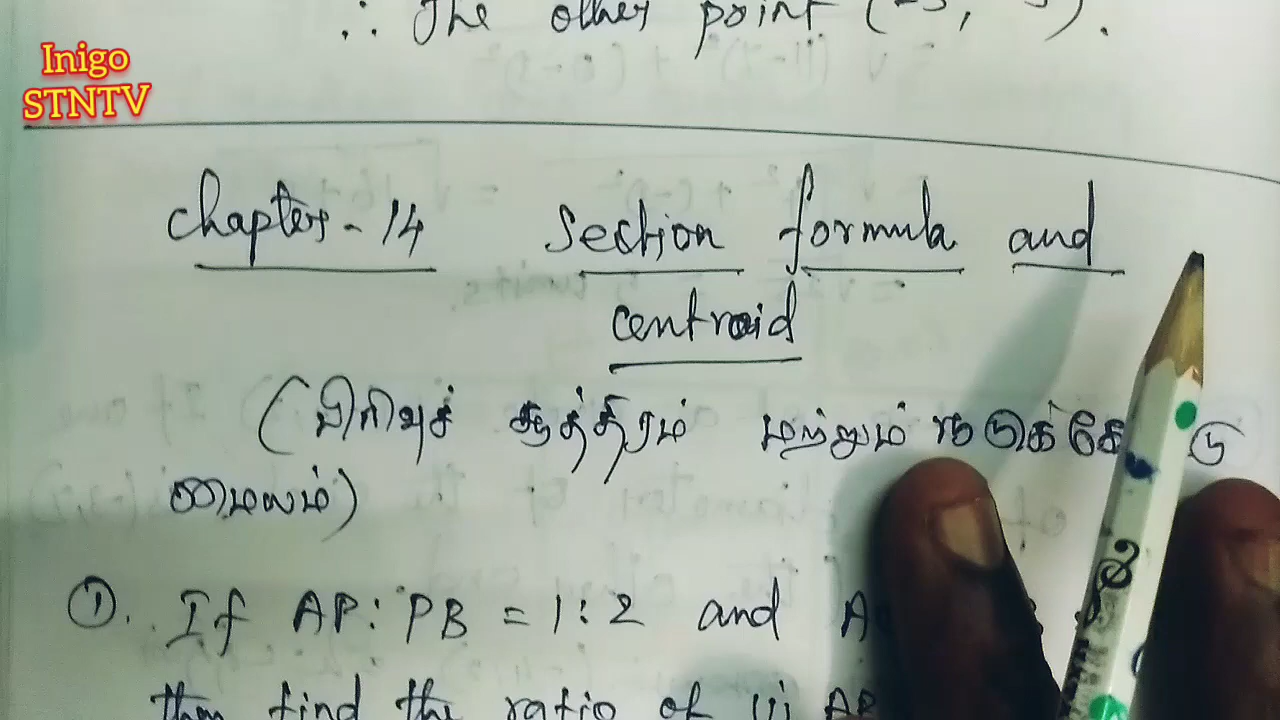 ∴ The other point
Inigo
STNTV
Chapter - 14 Section formula and
centroid
(பிரிவுச் சூத்திரம் மற்றும் நடுக்கோ டு
மையம்)
①. If AP : PB = 1 : 2 and A
then find the ratio of (i) AP